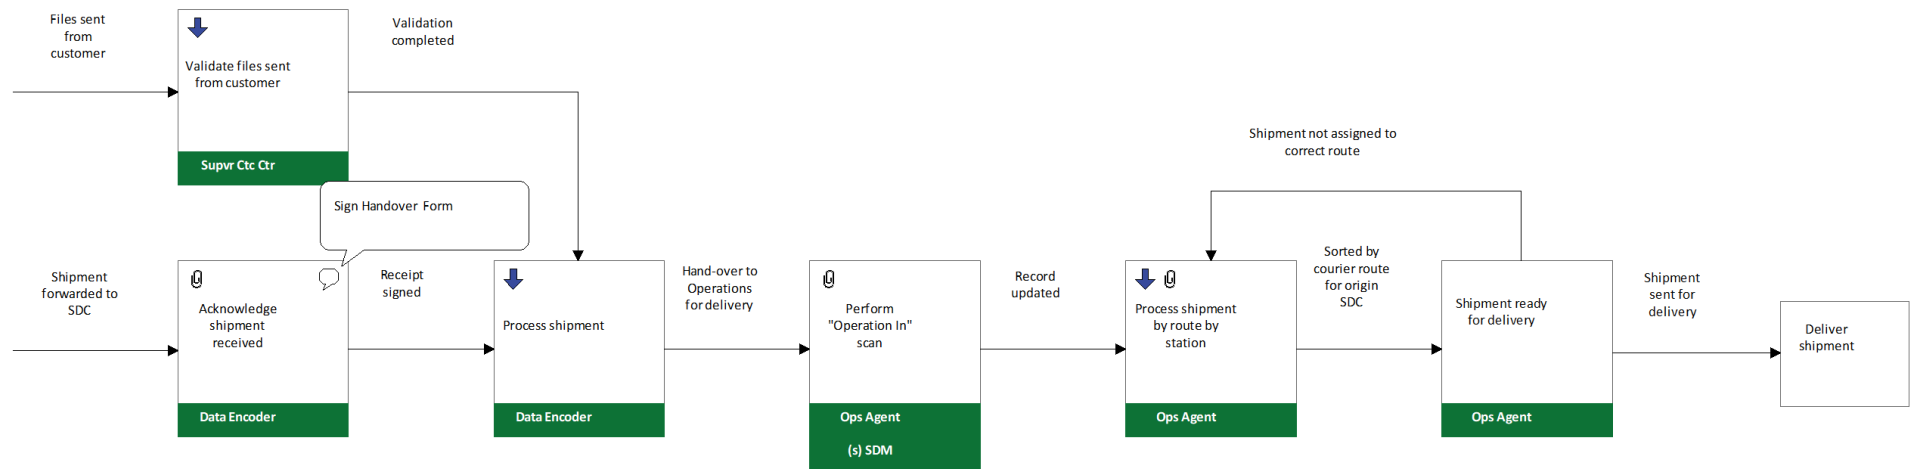 Files sent
from
customer
Validate files sent
from customer
Supvr Ctc Ctr
Validation
completed
Shipment not assigned to
correct route
Sign Handover Form
Shipment
forwarded to
SDC
Acknowledge
shipment
received
Data Encoder
Receipt
signed
Process shipment
Data Encoder
Hand-over to
Operations
for delivery
Perform
"Operation In"
scan
Ops Agent
(s) SDM
Record
updated
Process shipment
by route by
station
Ops Agent
Sorted by
courier route
for origin
SDC
Shipment ready
for delivery
Ops Agent
Shipment
sent for
delivery
Deliver
shipment